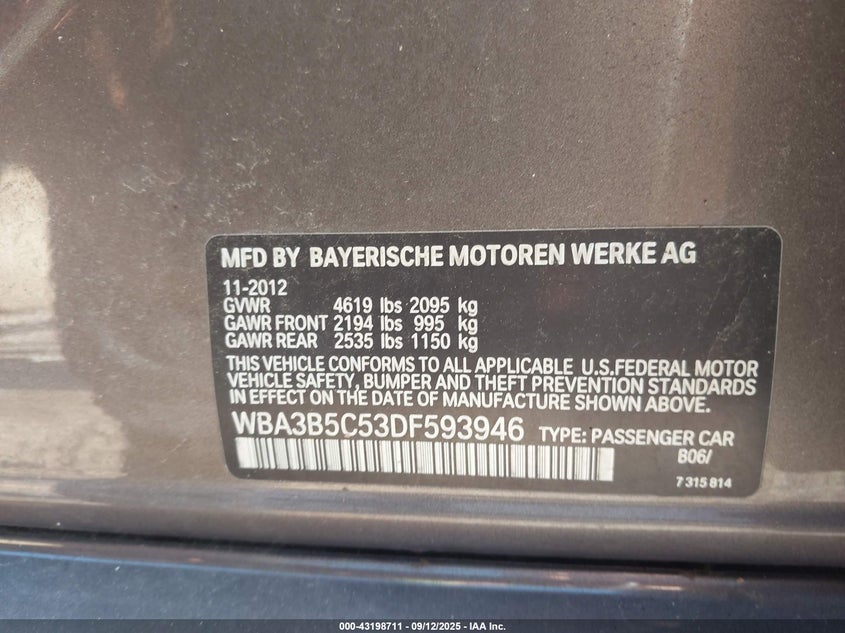 MFD BY BAYERISCHE MOTOREN WERKE AG
11-2012
GVWR 4619 lbs 2095 kg
GAWR FRONT 2194 lbs 995 kg
GAWR REAR 2535 lbs 1150 kg
THIS VEHICLE CONFORMS TO ALL APPLICABLE U.S.FEDERAL MOTOR
VEHICLE SAFETY, BUMPER AND THEFT PREVENTION STANDARDS
IN EFFECT ON THE DATE OF MANUFACTURE SHOWN ABOVE.
WBA3B5C53DF593946 TYPE: PASSENGER CAR
B06/
7 315 814
000-43198711 - 09/12/2025 - IAA Inc.